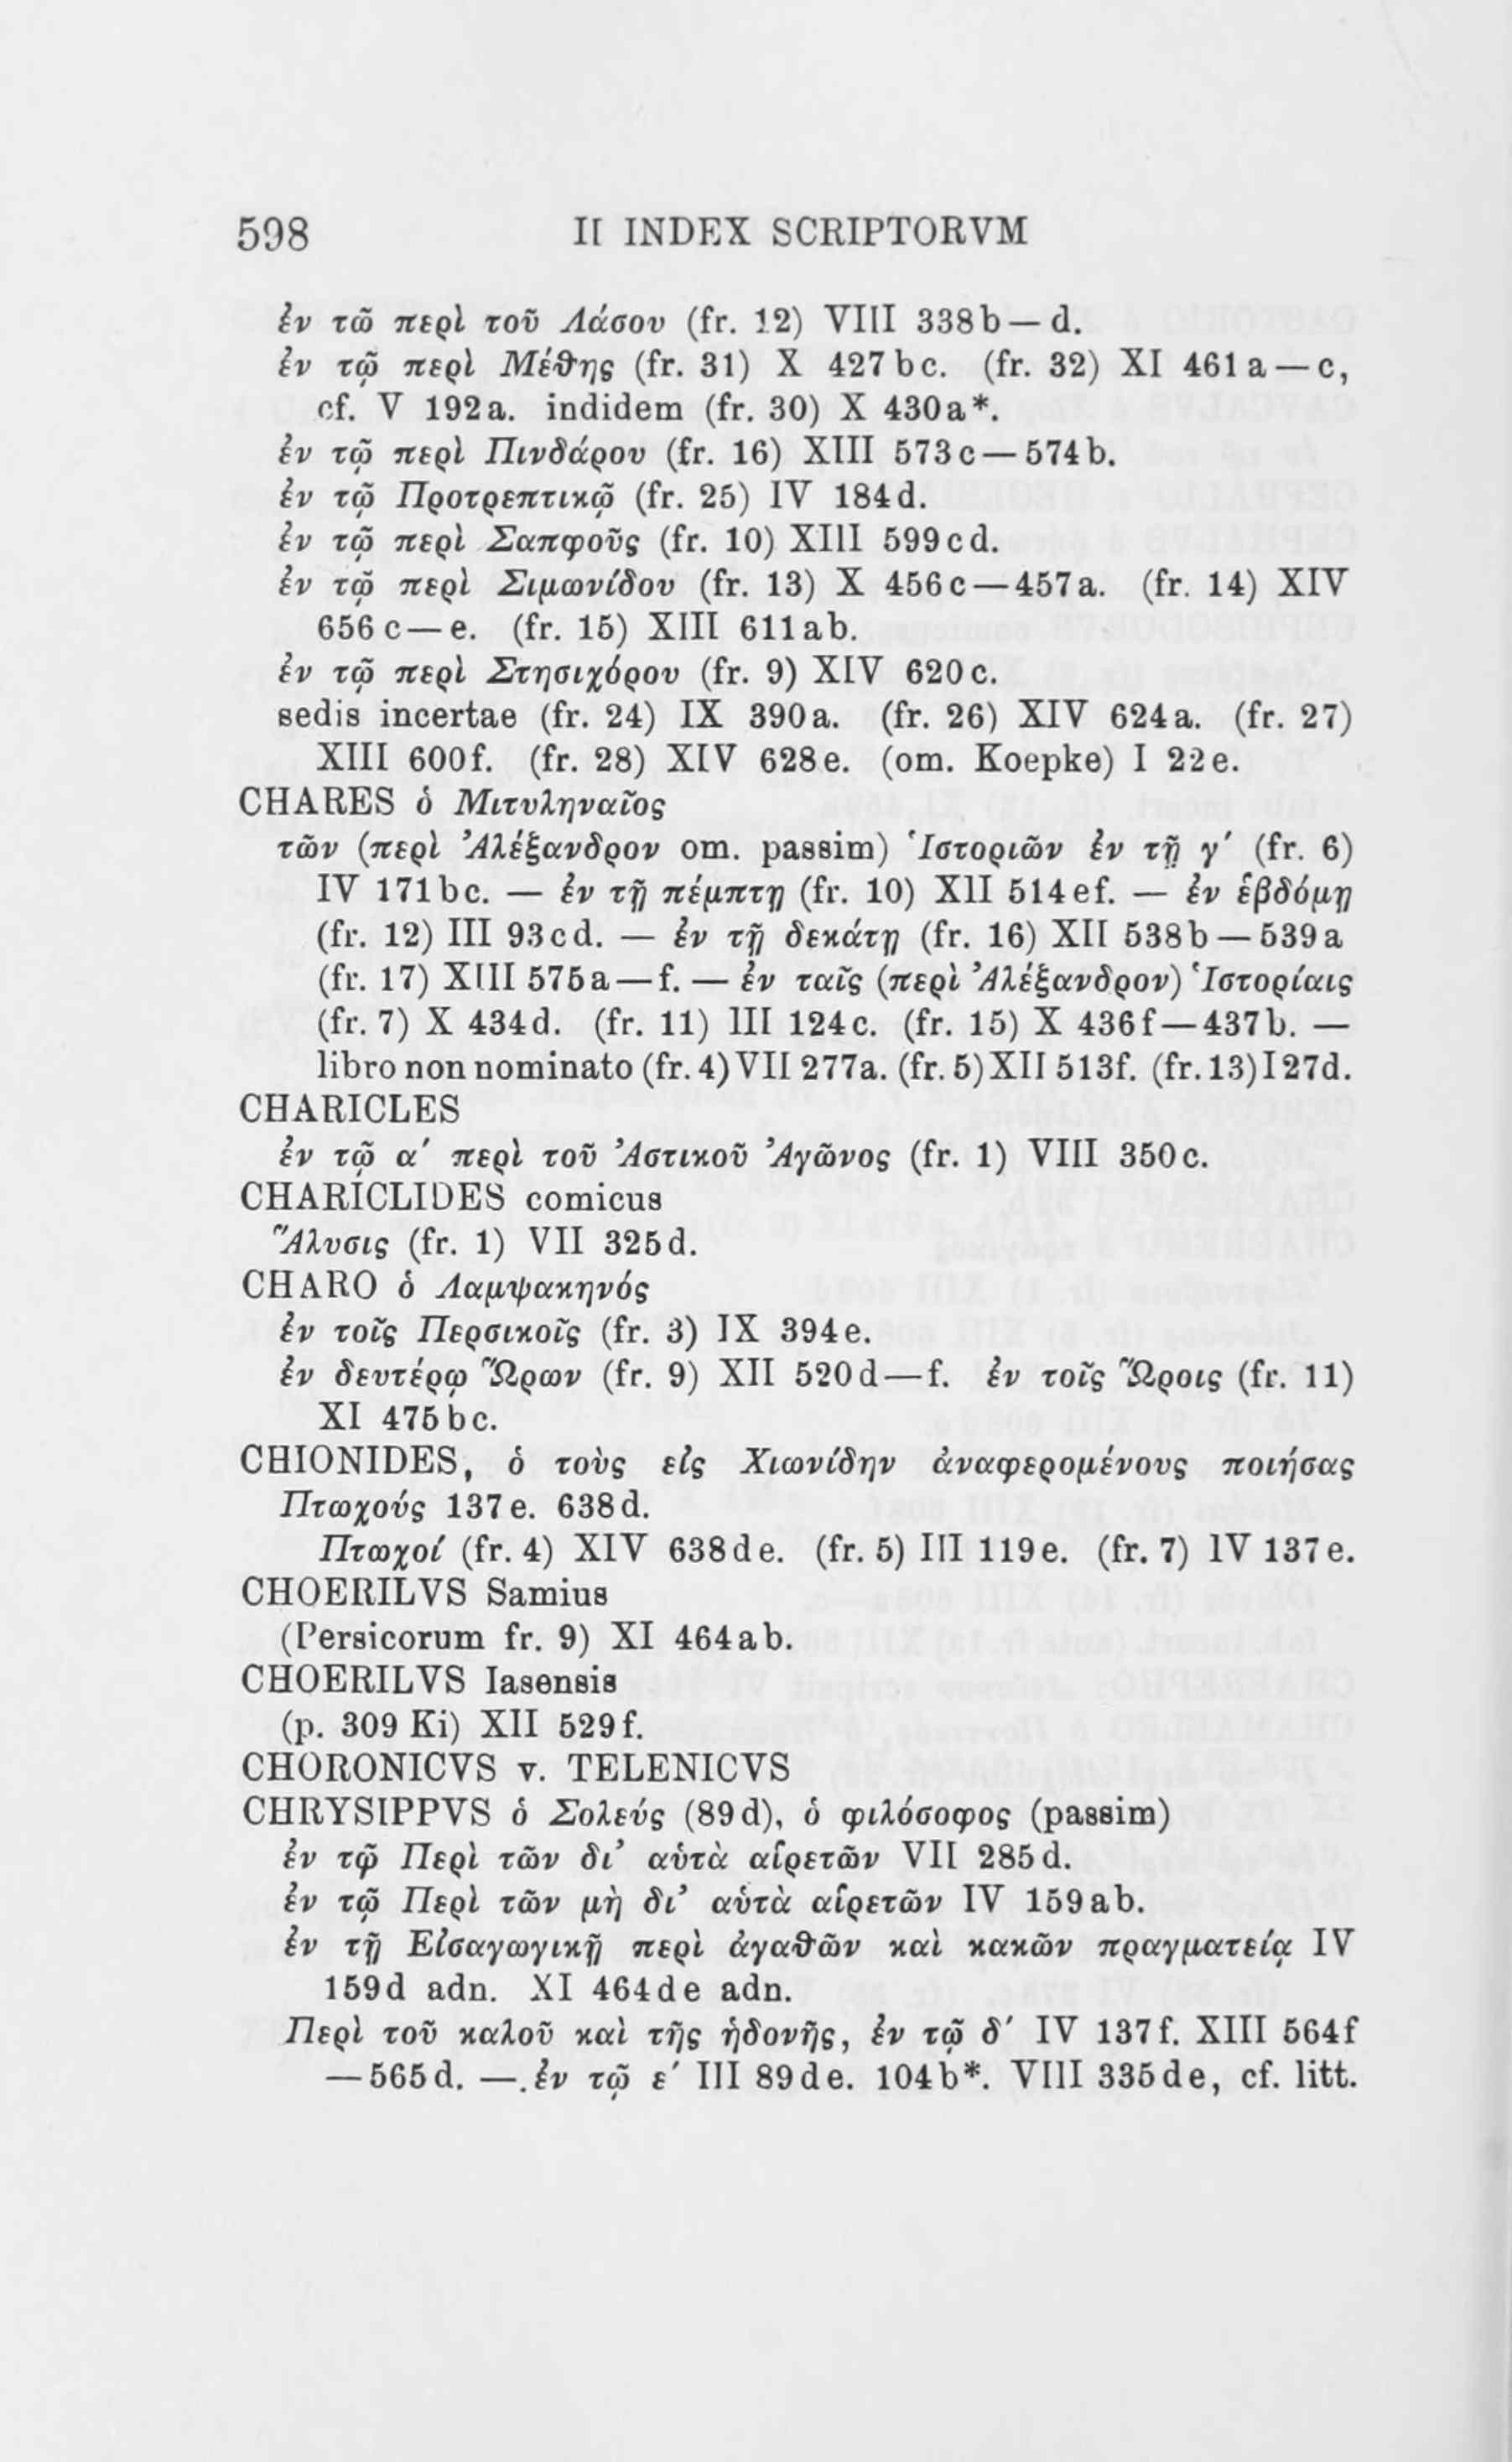 598 II INDEX SCRIPTORVM
ἐν τῷ περὶ τοῦ Λάσου (fr. 12) VIII 338b—d.
ἐν τῷ περὶ Μέθης (fr. 31) X 427bc. (fr. 32) XI 461a—c,
cf. V 192a. indidem (fr. 30) X 430a*.
ἐν τῷ περὶ Πινδάρου (fr. 16) XIII 573c—574b.
ἐν τῷ Προτρεπτικῷ (fr. 25) IV 184d.
ἐν τῷ περὶ Σαπφοῦς (fr. 10) XIII 599cd.
ἐν τῷ περὶ Σιμωνίδου (fr. 13) X 456c—457a. (fr. 14) XIV
656c—e. (fr. 15) XIII 611ab.
ἐν τῷ περὶ Στησιχόρου (fr. 9) XIV 620c.
sedis incertae (fr. 24) IX 390a. (fr. 26) XIV 624a. (fr. 27)
XIII 600f. (fr. 28) XIV 628e. (om. Koepke) I 22e.
CHARES ὁ Μιτυληναῖος
τῶν (περὶ Ἀλέξανδρον om. passim) Ἱστοριῶν ἐν τῇ γ′ (fr. 6)
IV 171bc. — ἐν τῇ πέμπτῃ (fr. 10) XII 514ef. — ἐν ἑβδόμῃ
(fr. 12) III 93cd. — ἐν τῇ δεκάτῃ (fr. 16) XII 538b—539a
(fr. 17) XIII 575a—f. — ἐν ταῖς (περὶ Ἀλέξανδρον) Ἱστορίαις
(fr. 7) X 434d. (fr. 11) III 124c. (fr. 15) X 436f—437b. —
libro non nominato (fr. 4) VII 277a. (fr. 5) XII 513f. (fr. 13) I 27d.
CHARICLES
ἐν τῷ α′ περὶ τοῦ Ἀστικοῦ Ἀγῶνος (fr. 1) VIII 350c.
CHARICLIDES comicus
Ἅλυσις (fr. 1) VII 325d.
CHARO ὁ Λαμψακηνός
ἐν τοῖς Περσικοῖς (fr. 3) IX 394e.
ἐν δευτέρῳ Ὥρων (fr. 9) XII 520d—f. ἐν τοῖς Ὥροις (fr. 11)
XI 475bc.
CHIONIDES, ὁ τοὺς εἰς Χιωνίδην ἀναφερομένους ποιήσας
Πτωχούς 137e. 638d.
Πτωχοί (fr. 4) XIV 638de. (fr. 5) III 119e. (fr. 7) IV 137e.
CHOERILVS Samius
(Persicorum fr. 9) XI 464ab.
CHOERILVS Iasensis
(p. 309 Ki) XII 529f.
CHORONICVS v. TELENICVS
CHRYSIPPVS ὁ Σολεύς (89d), ὁ φιλόσοφος (passim)
ἐν τῷ Περὶ τῶν δι’ αὑτὰ αἱρετῶν VII 285d.
ἐν τῷ Περὶ τῶν μὴ δι’ αὑτὰ αἱρετῶν IV 159ab.
ἐν τῇ Εἰσαγωγικῇ περὶ ἀγαθῶν καὶ κακῶν πραγματείᾳ IV
159d adn. XI 464de adn.
Περὶ τοῦ καλοῦ καὶ τῆς ἡδονῆς, ἐν τῷ δ′ IV 137f. XIII 564f
—565d. — ἐν τῷ ε′ III 89de. 104b*. VIII 335de, cf. litt.